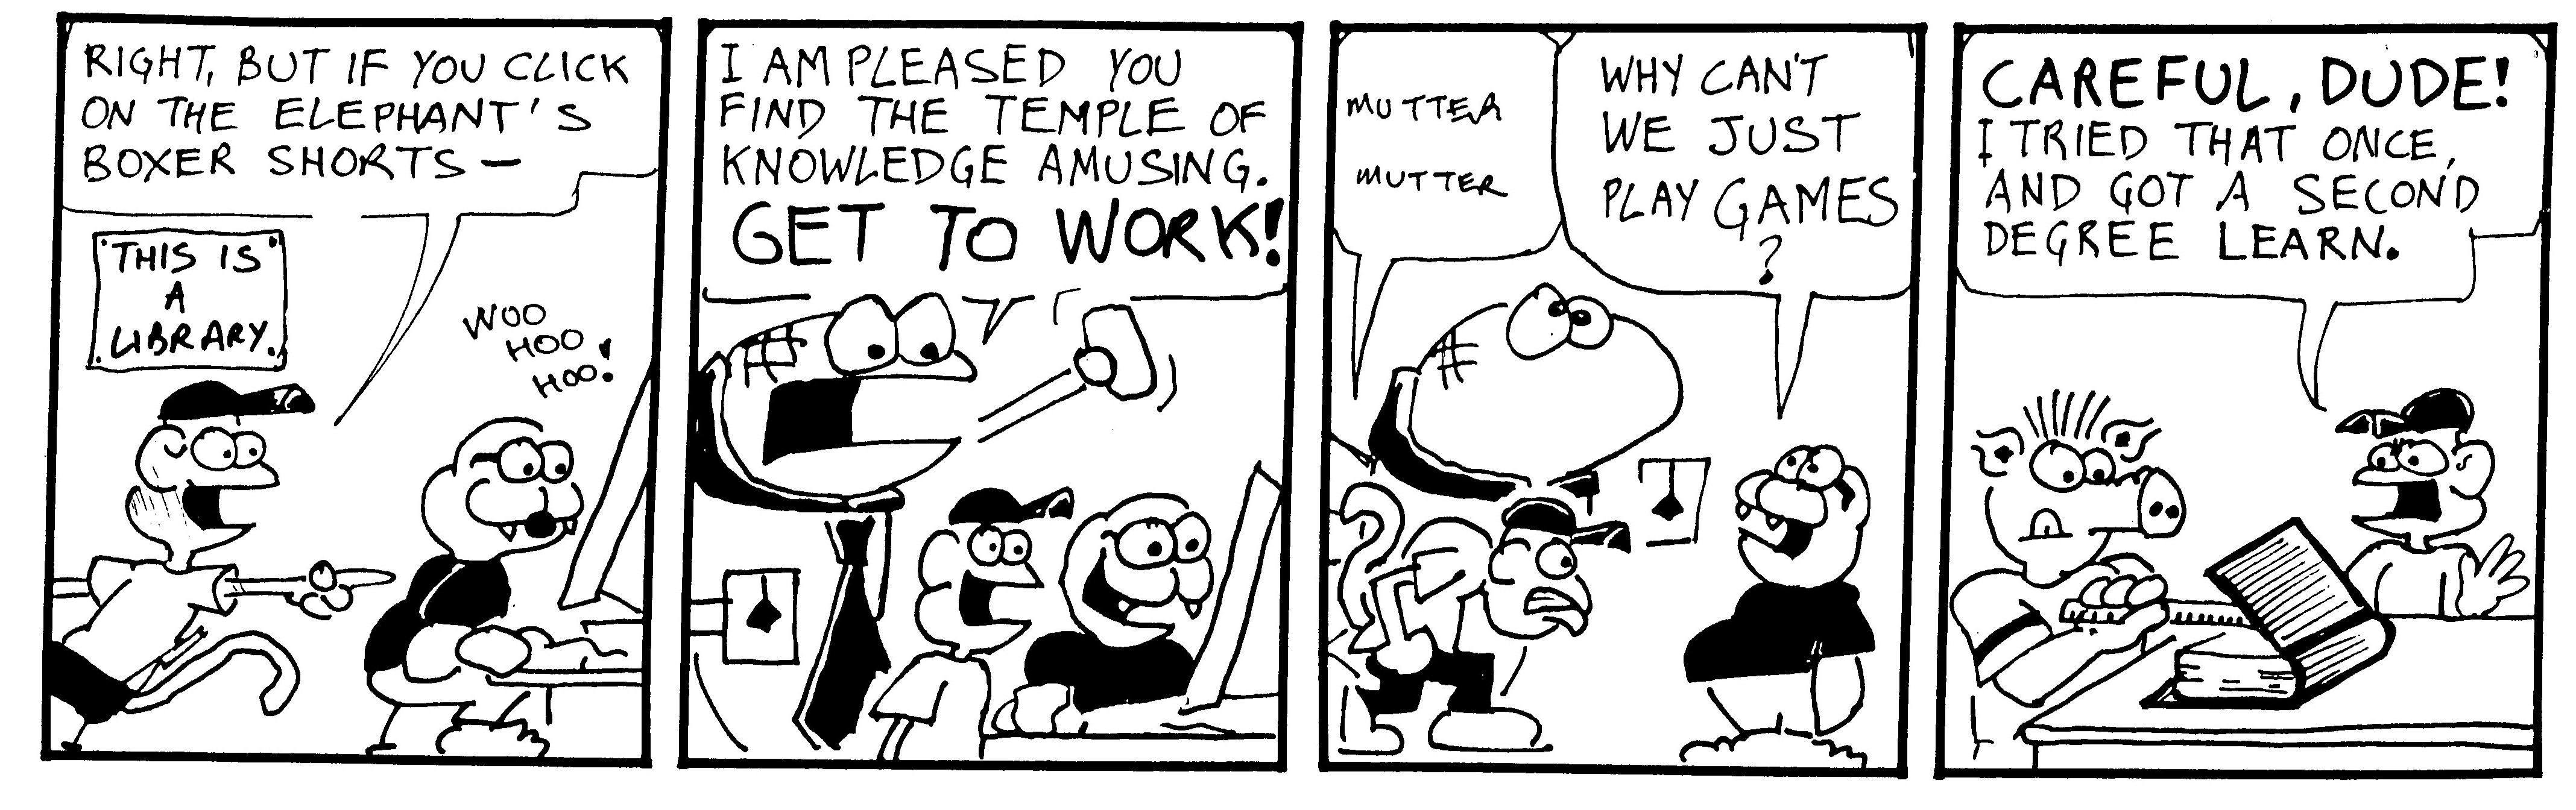 RIGHT, BUT IF YOU CLICK
ON THE ELEPHANT'S
BOXER SHORTS —
THIS IS
A
LIBRARY.
WOO
HOO
HOO!
I AM PLEASED YOU
FIND THE TEMPLE OF
KNOWLEDGE AMUSING.
GET TO WORK!
MUTTER
MUTTER
WHY CAN'T
WE JUST
PLAY GAMES
?
CAREFUL, DUDE!
I TRIED THAT ONCE,
AND GOT A SECOND
DEGREE LEARN.